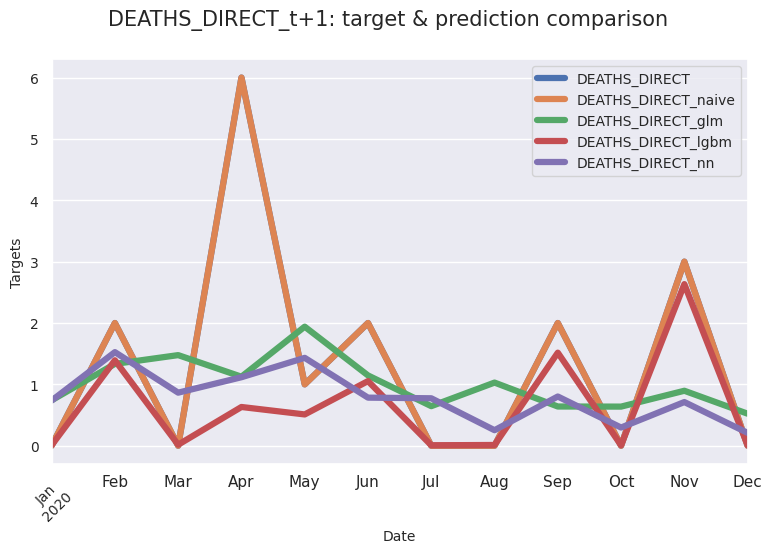 DEATHS_DIRECT_t+1: target & prediction comparison
DEATHS_DIRECT
DEATHS_DIRECT_naive
DEATHS_DIRECT_glm
DEATHS_DIRECT_lgbm
DEATHS_DIRECT_nn
Targets
6
5
4
3
2
1
0
Jan
2020
Feb
Mar
Apr
May
Jun
Jul
Aug
Sep
Oct
Nov
Dec
Date